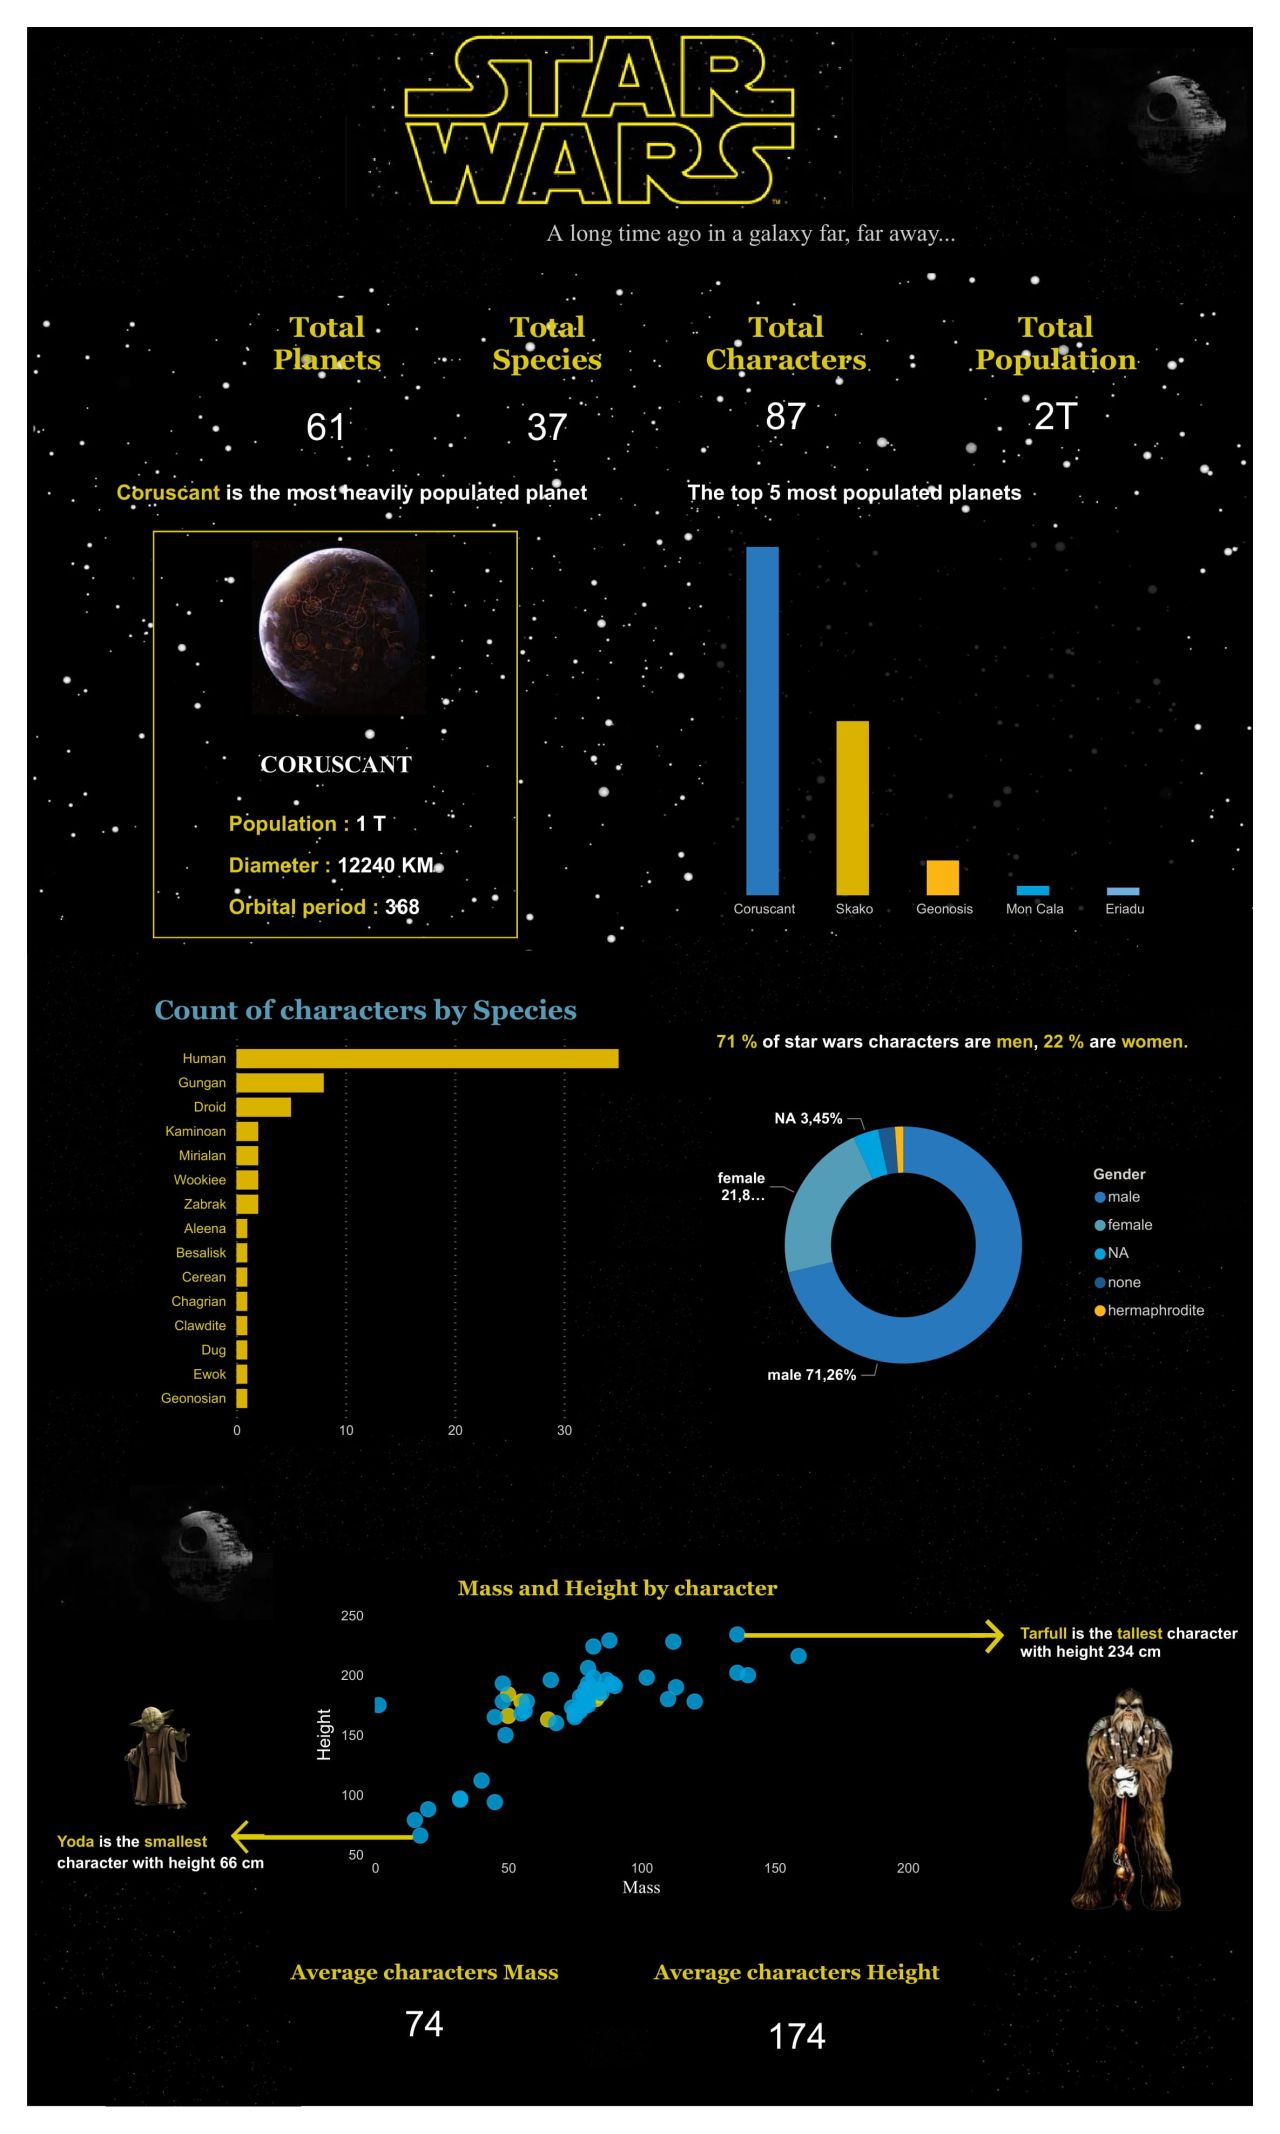 STAR
WARS
TM
A long time ago in a galaxy far, far away...
Total
Planets
61
Total
Species
37
Total
Characters
87
Total
Population
2T
Coruscant is the most heavily populated planet
CORUSCANT
Population : 1 T
Diameter : 12240 KM
Orbital period : 368
The top 5 most populated planets
Coruscant
Skako
Geonosis
Mon Cala
Eriadu
Count of characters by Species
Human
Gungan
Droid
Kaminoan
Mirialan
Wookiee
Zabrak
Aleena
Besalisk
Cerean
Chagrian
Clawdite
Dug
Ewok
Geonosian
0
10
20
30
71 % of star wars characters are men, 22 % are women.
NA 3,45%
female
21,8…
male 71,26%
Gender
male
female
NA
none
hermaphrodite
Mass and Height by character
Height
250
200
150
100
50
0
50
100
150
200
Mass
Tarfull is the tallest character
with height 234 cm
Yoda is the smallest
character with height 66 cm
Average characters Mass
74
Average characters Height
174